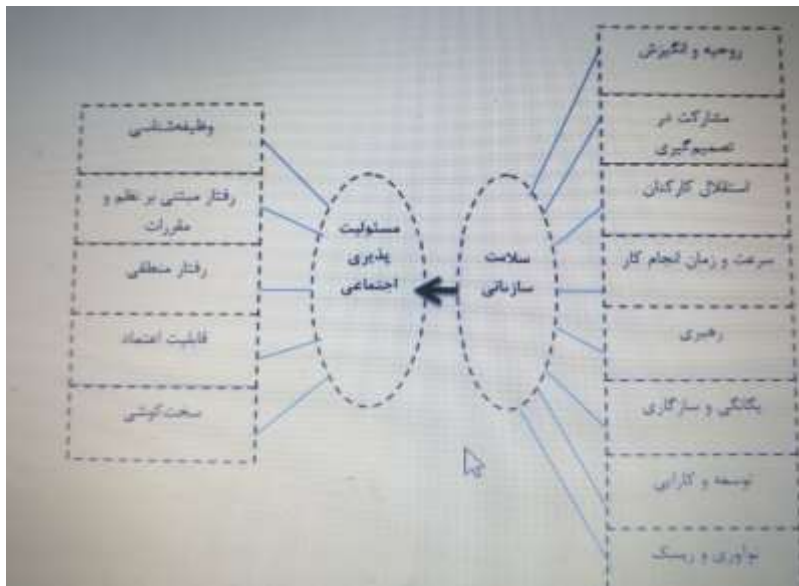 روحیه و انگیزش
مشارکت در
تصمیم‌گیری
استقلال کارکنان
سرعت و زمان انجام کار
رهبری
یگانگی و سازگاری
توسعه و کارایی
نوآوری و ریسک
سلامت
سازمانی
مسئولیت
پذیری
اجتماعی
وظیفه‌شناسی
رفتار مبتنی بر نظم و
مقررات
رفتار منطقی
قابلیت اعتماد
سخت‌کوشی